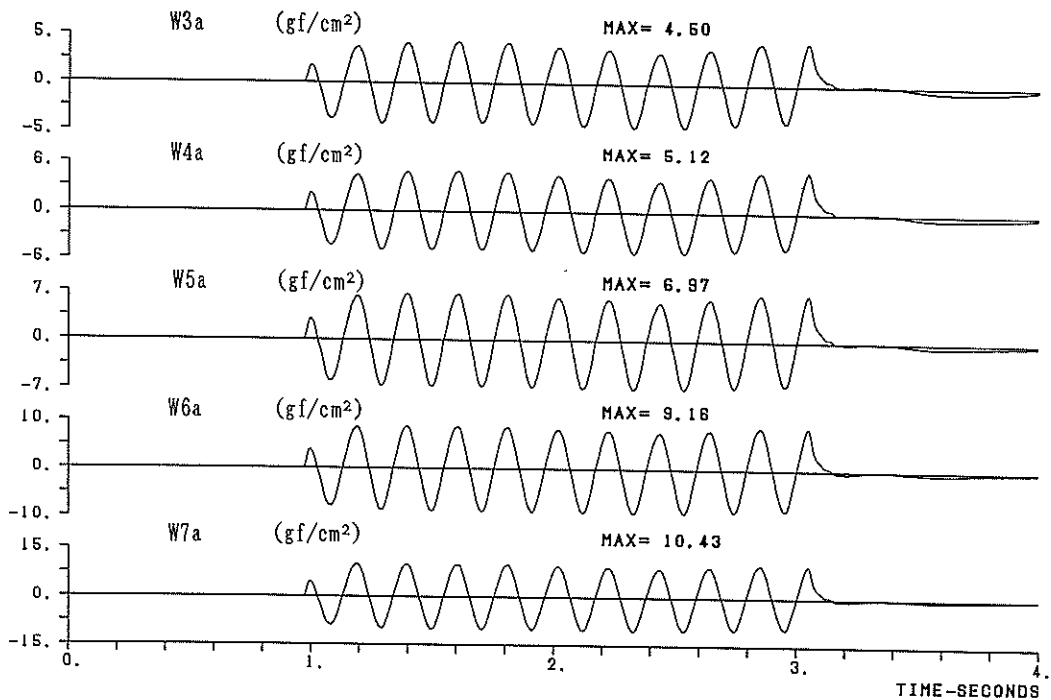 W3a (gf/cm²) MAX= 4.60
5.
0.
-5.
W4a (gf/cm²) MAX= 5.12
6.
0.
-6.
W5a (gf/cm²) MAX= 6.97
7.
0.
-7.
W6a (gf/cm²) MAX= 9.16
10.
0.
-10.
W7a (gf/cm²) MAX= 10.43
15.
0.
-15.
0. 1. 2. 3. 4.
TIME-SECONDS